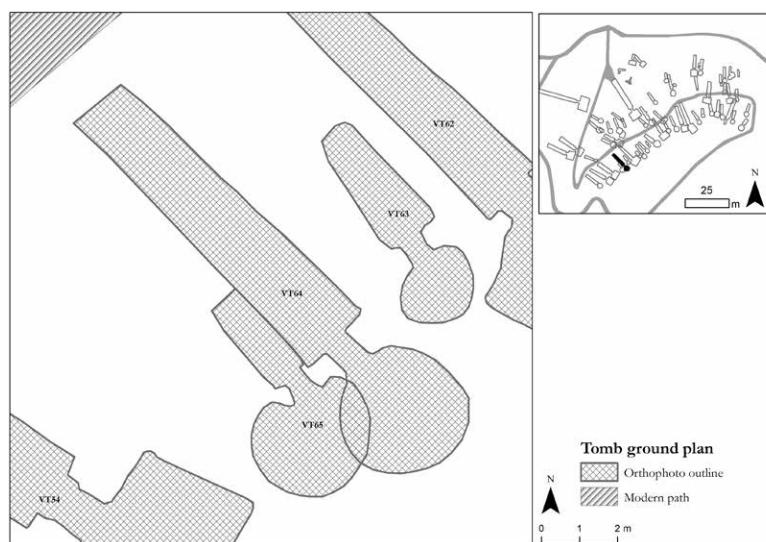 VT62
VT63
VT64
VT65
VT54
N
25
m
Tomb ground plan
Orthophoto outline
Modern path
N
0 1 2 m